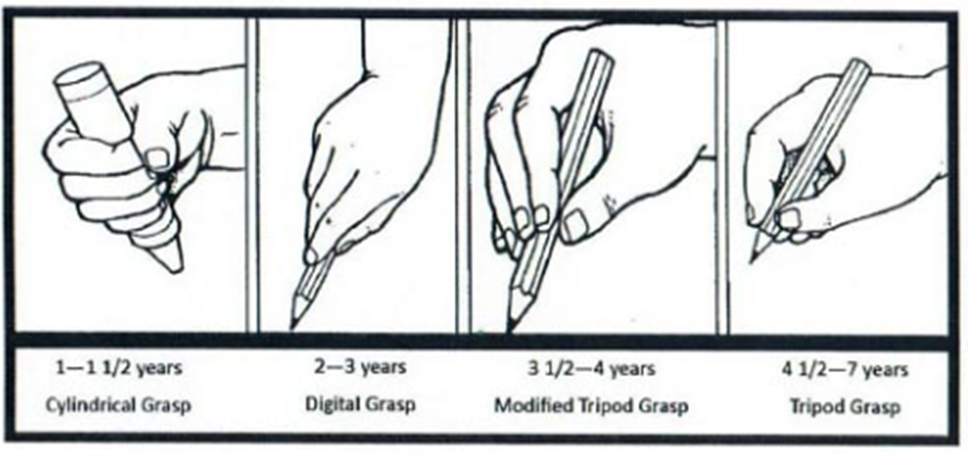 1—1 1/2 years
Cylindrical Grasp
2—3 years
Digital Grasp
3 1/2—4 years
Modified Tripod Grasp
4 1/2—7 years
Tripod Grasp